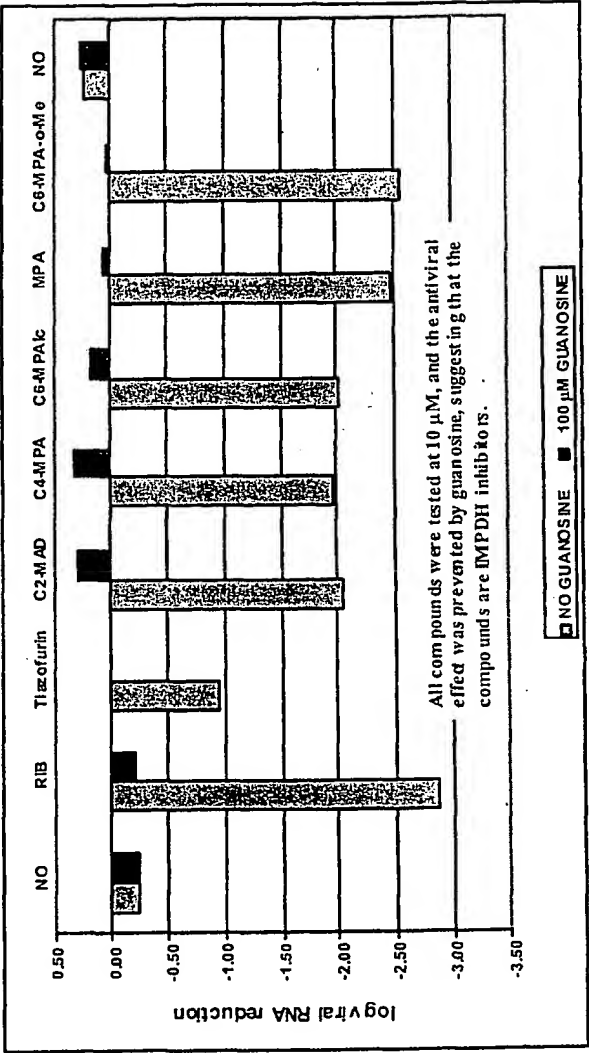 NO
RIB
Tiazofurin
C2-MAD
C4-MPA
C6-MPAlc
MPA
C6-MPA-o-Me
NO
0.50
0.00
-0.50
-1.00
-1.50
-2.00
-2.50
-3.00
-3.50
log viral RNA reduction
All compounds were tested at 10 µM, and the antiviral
effect was prevented by guanosine, suggesting that the
compounds are IMPDH inhibitors.
NO GUANOSINE
100 µM GUANOSINE